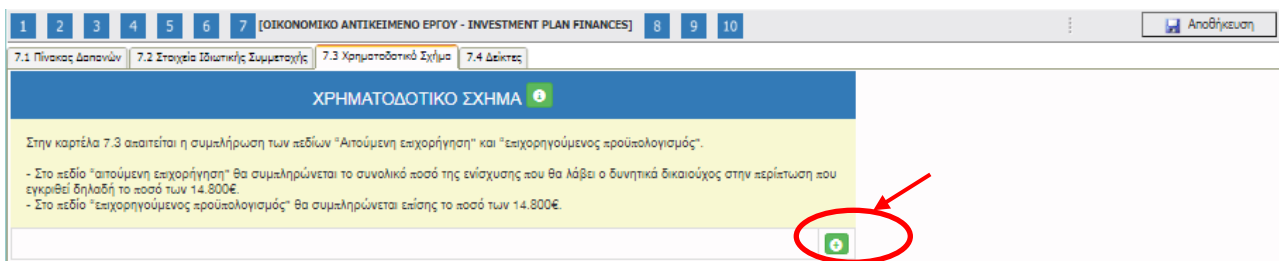 1 2 3 4 5 6 7 [ΟΙΚΟΝΟΜΙΚΟ ΑΝΤΙΚΕΙΜΕΝΟ ΕΡΓΟΥ - INVESTMENT PLAN FINANCES] 8 9 10 Αποθήκευση
7.1 Πίνακας Δαπανών 7.2 Στοιχεία Ιδιωτικής Συμμετοχής 7.3 Χρηματοδοτικό Σχήμα 7.4 Δείκτες
ΧΡΗΜΑΤΟΔΟΤΙΚΟ ΣΧΗΜΑ
Στην καρτέλα 7.3 απαιτείται η συμπλήρωση των πεδίων "Αιτούμενη επιχορήγηση" και "επιχορηγούμενος προϋπολογισμός".
- Στο πεδίο "αιτούμενη επιχορήγηση" θα συμπληρώνεται το συνολικό ποσό της ενίσχυσης που θα λάβει ο δυνητικά δικαιούχος στην περίπτωση που
εγκριθεί δηλαδή το ποσό των 14.800€.
- Στο πεδίο "επιχορηγούμενος προϋπολογισμός" θα συμπληρώνεται επίσης το ποσό των 14.800€.